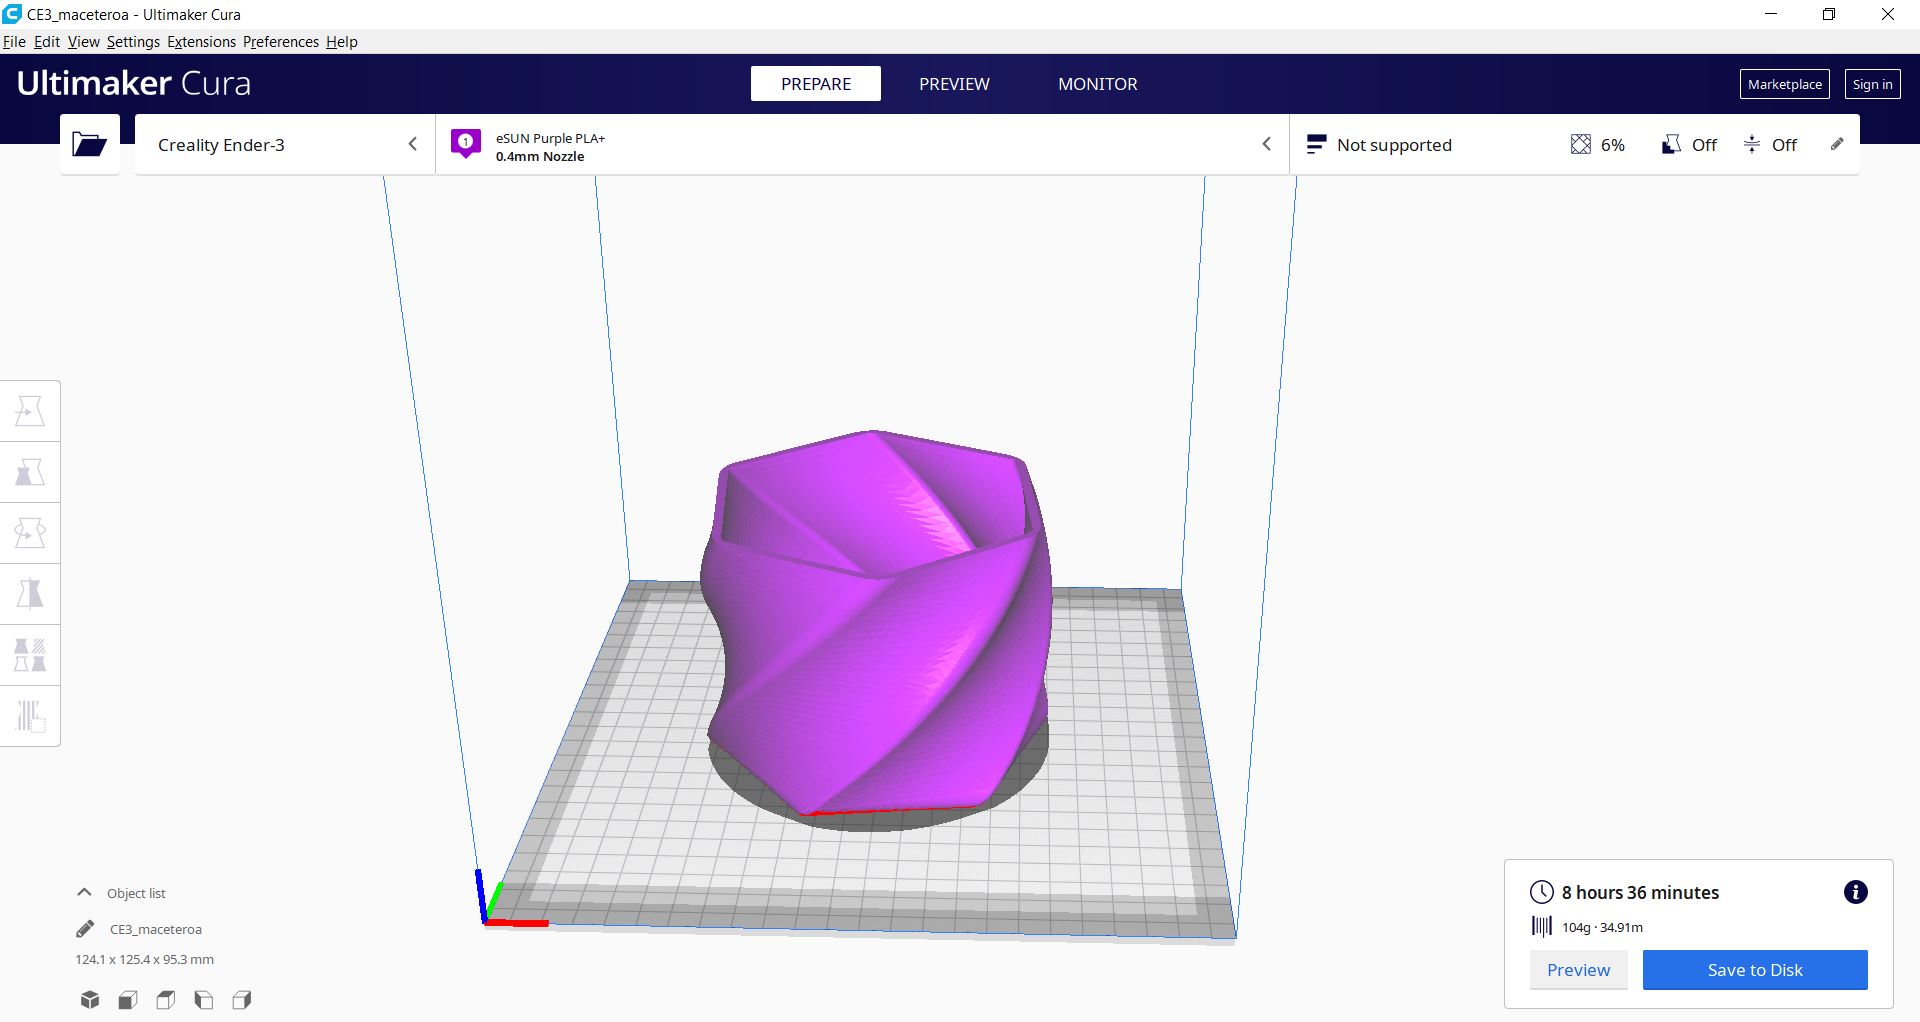 CE3_maceteroa - Ultimaker Cura
File Edit View Settings Extensions Preferences Help
Ultimaker Cura
PREPARE PREVIEW MONITOR
Marketplace Sign in
Creality Ender-3
1
eSUN Purple PLA+
0.4mm Nozzle
Not supported
6% Off Off
Object list
CE3_maceteroa
124.1 x 125.4 x 95.3 mm
8 hours 36 minutes
104g · 34.91m
Preview Save to Disk